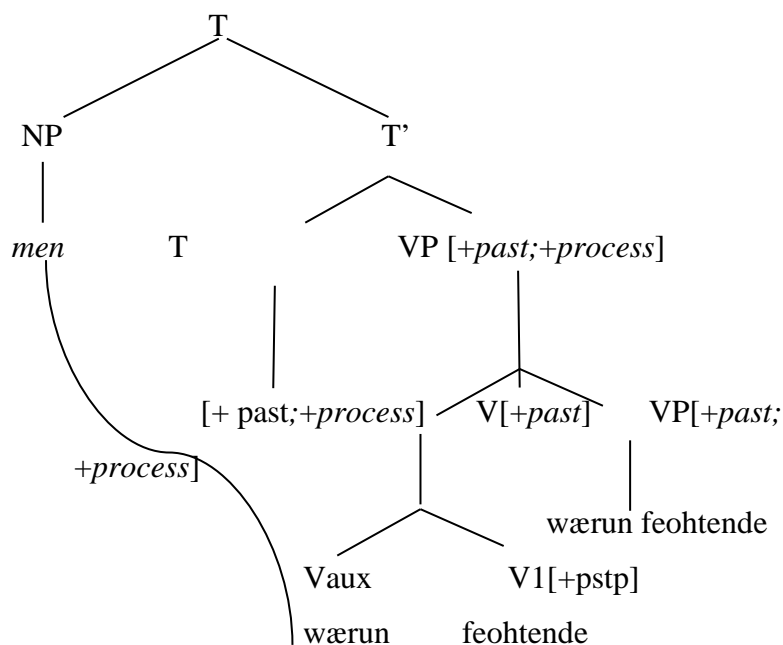 T
NP T’
men T VP [+past;+process]
[+ past;+process] V[+past] VP[+past;
+process]
wærun feohtende
Vaux V1[+pstp]
wærun feohtende